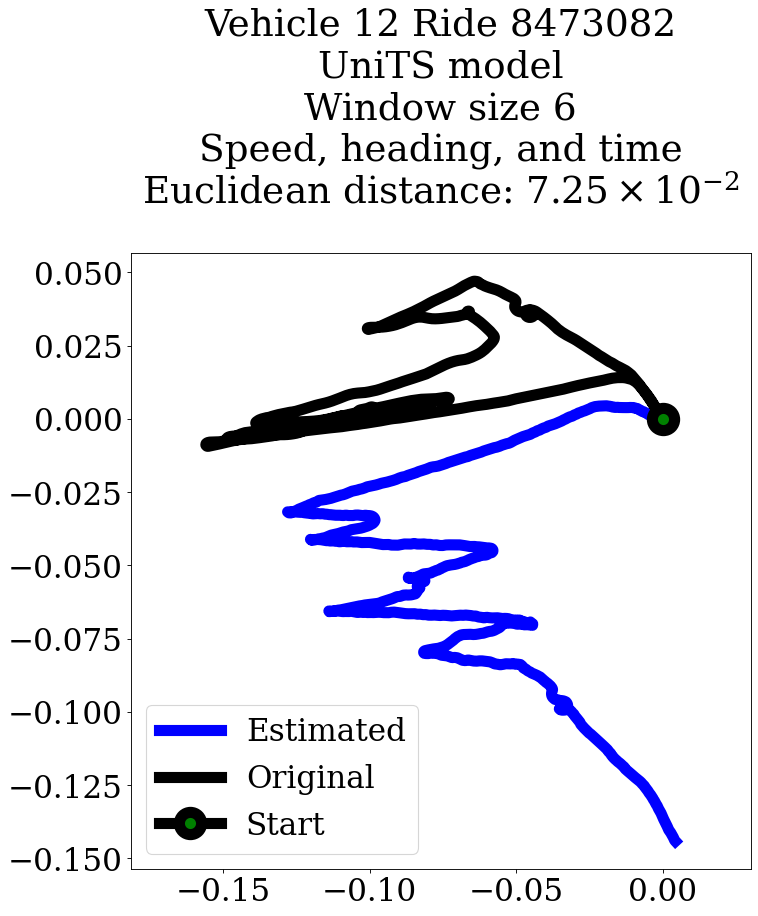 Vehicle 12 Ride 8473082
UniTS model
Window size 6
Speed, heading, and time
Euclidean distance: 7.25 × 10⁻²
0.050
0.025
0.000
−0.025
−0.050
−0.075
−0.100
−0.125
−0.150
Estimated
Original
Start
−0.15 −0.10 −0.05 0.00